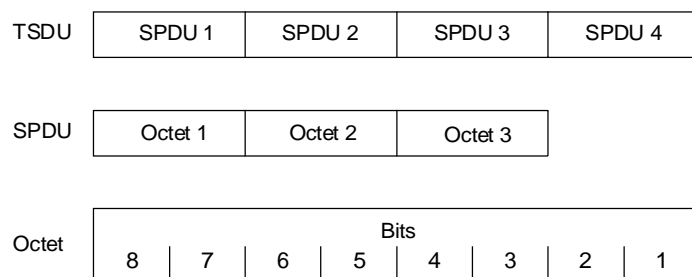 TSDU SPDU 1 SPDU 2 SPDU 3 SPDU 4
SPDU Octet 1 Octet 2 Octet 3
Octet Bits
8 7 6 5 4 3 2 1